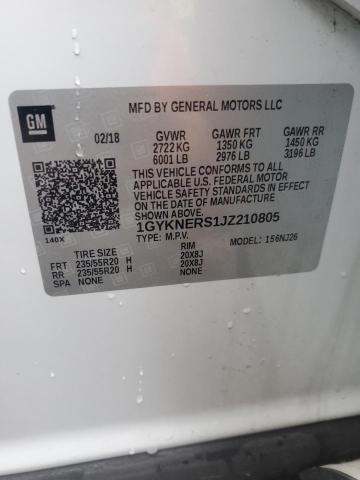 GM
MFD BY GENERAL MOTORS LLC
02/18 GVWR GAWR FRT GAWR RR
2722 KG 1350 KG 1450 KG
6001 LB 2976 LB 3196 LB
THIS VEHICLE CONFORMS TO ALL
APPLICABLE U.S. FEDERAL MOTOR
VEHICLE SAFETY STANDARDS IN
EFFECT ON THE DATE OF
MANUFACTURE SHOWN ABOVE.
1GYKNERS1JZ210805
140X TYPE: M.P.V. MODEL: 156NJ26
TIRE SIZE RIM
FRT 235/55R20 H 20X8J
RR 235/55R20 H 20X8J
SPA NONE NONE